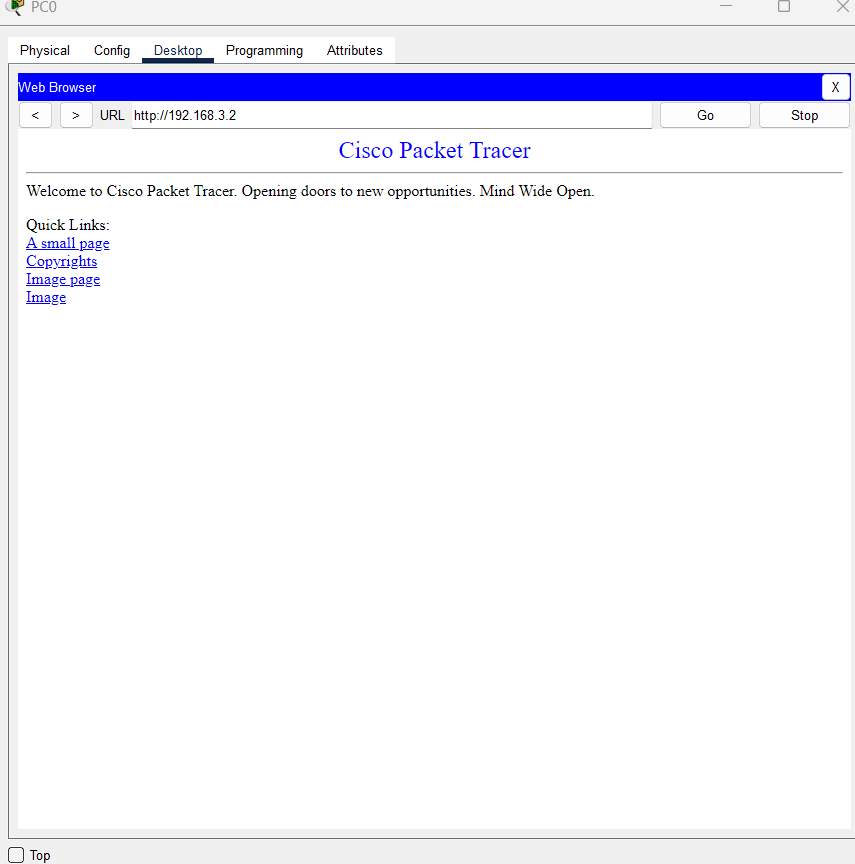 PC0
Physical Config Desktop Programming Attributes
Web Browser X
< > URL http://192.168.3.2 Go Stop
Cisco Packet Tracer
Welcome to Cisco Packet Tracer. Opening doors to new opportunities. Mind Wide Open.
Quick Links:
A small page
Copyrights
Image page
Image
Top